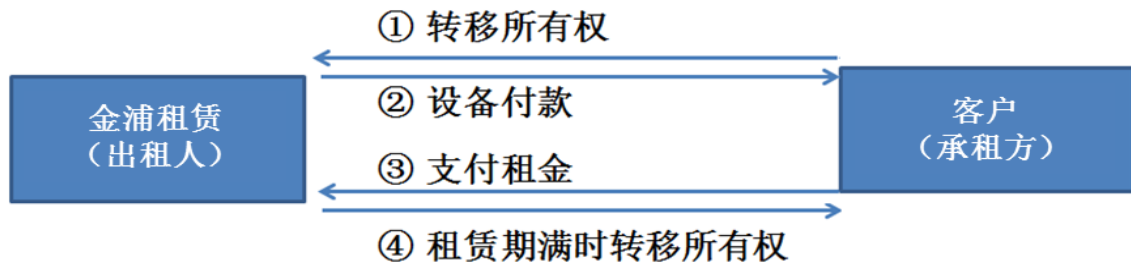 ① 转移所有权
金浦租赁
（出租人）
② 设备付款
客户
（承租方）
③ 支付租金
④ 租赁期满时转移所有权